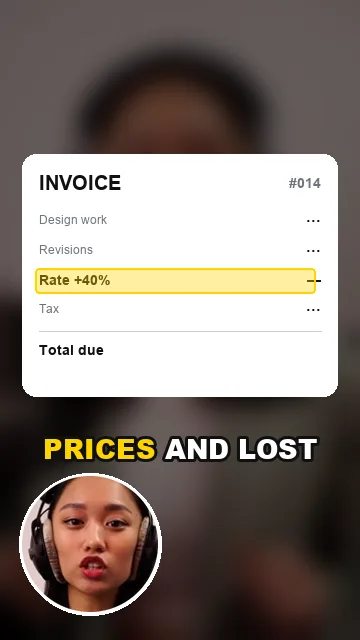 INVOICE #014
Design work ...
Revisions ...
Rate +40% —
Tax ...
Total due
PRICES AND LOST